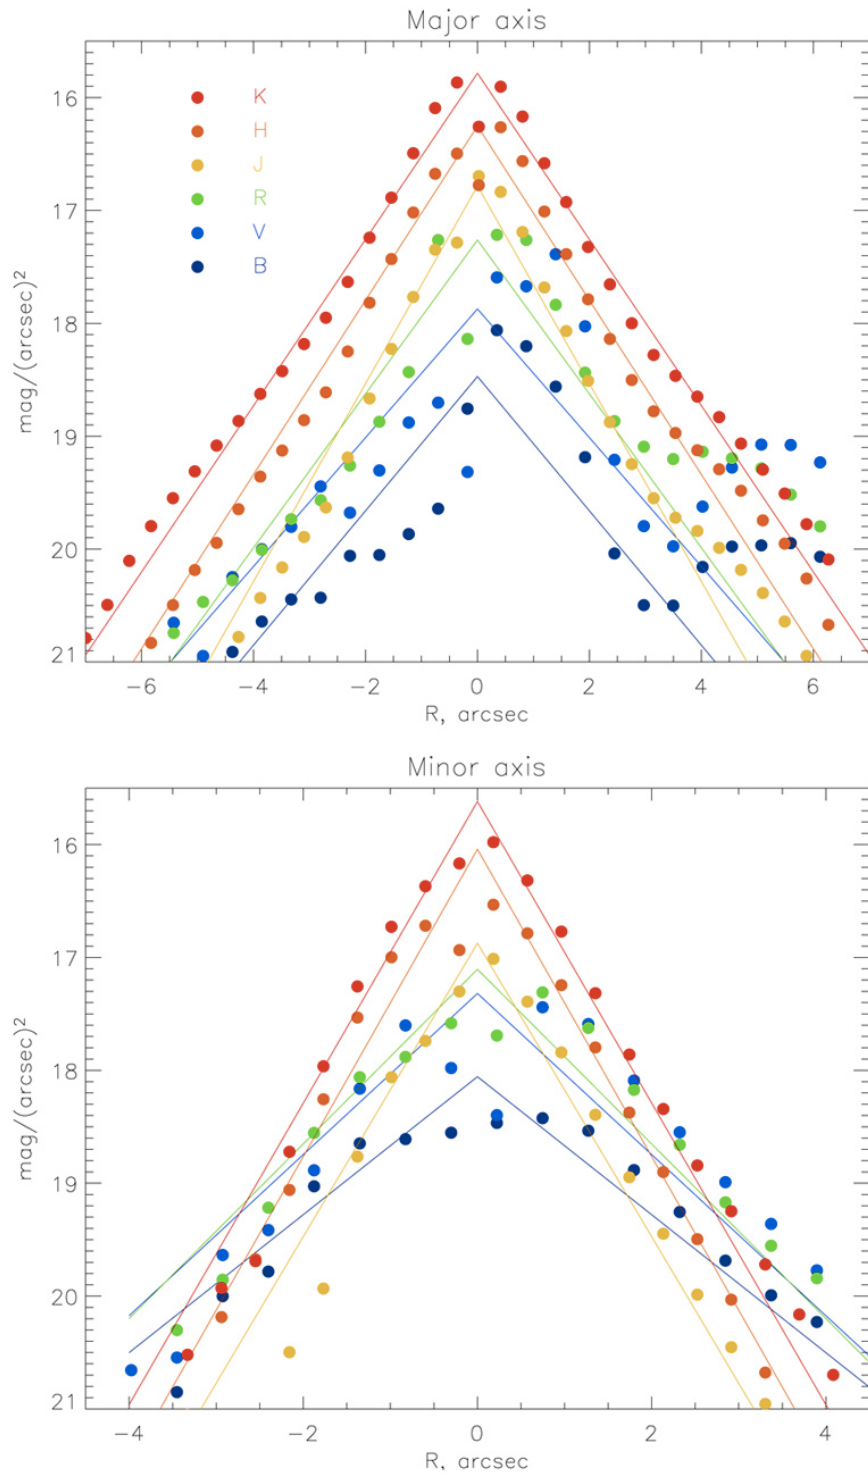 Major axis
16
17
18
19
20
21
mag/(arcsec)²
K
H
J
R
V
B
−6 −4 −2 0 2 4 6
R, arcsec
Minor axis
16
17
18
19
20
21
mag/(arcsec)²
−4 −2 0 2 4
R, arcsec